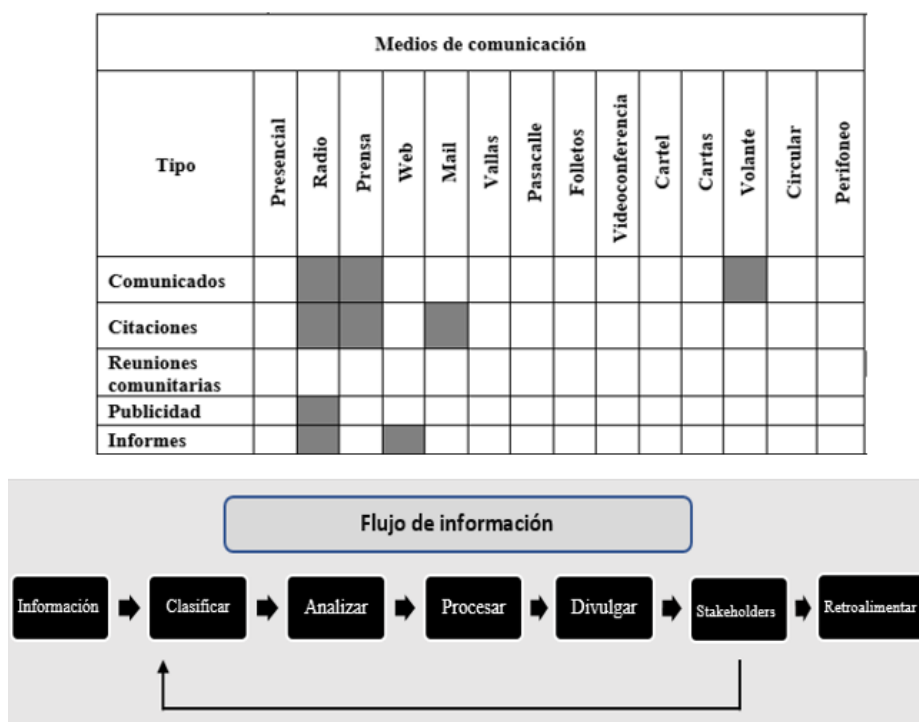 Medios de comunicación
Tipo
Presencial
Radio
Prensa
Web
Mail
Vallas
Pasacalle
Folletos
Videoconferencia
Cartel
Cartas
Volante
Circular
Perifoneo
Comunicados
Citaciones
Reuniones
comunitarias
Publicidad
Informes
Flujo de información
Información
Clasificar
Analizar
Procesar
Divulgar
Stakeholders
Retroalimentar